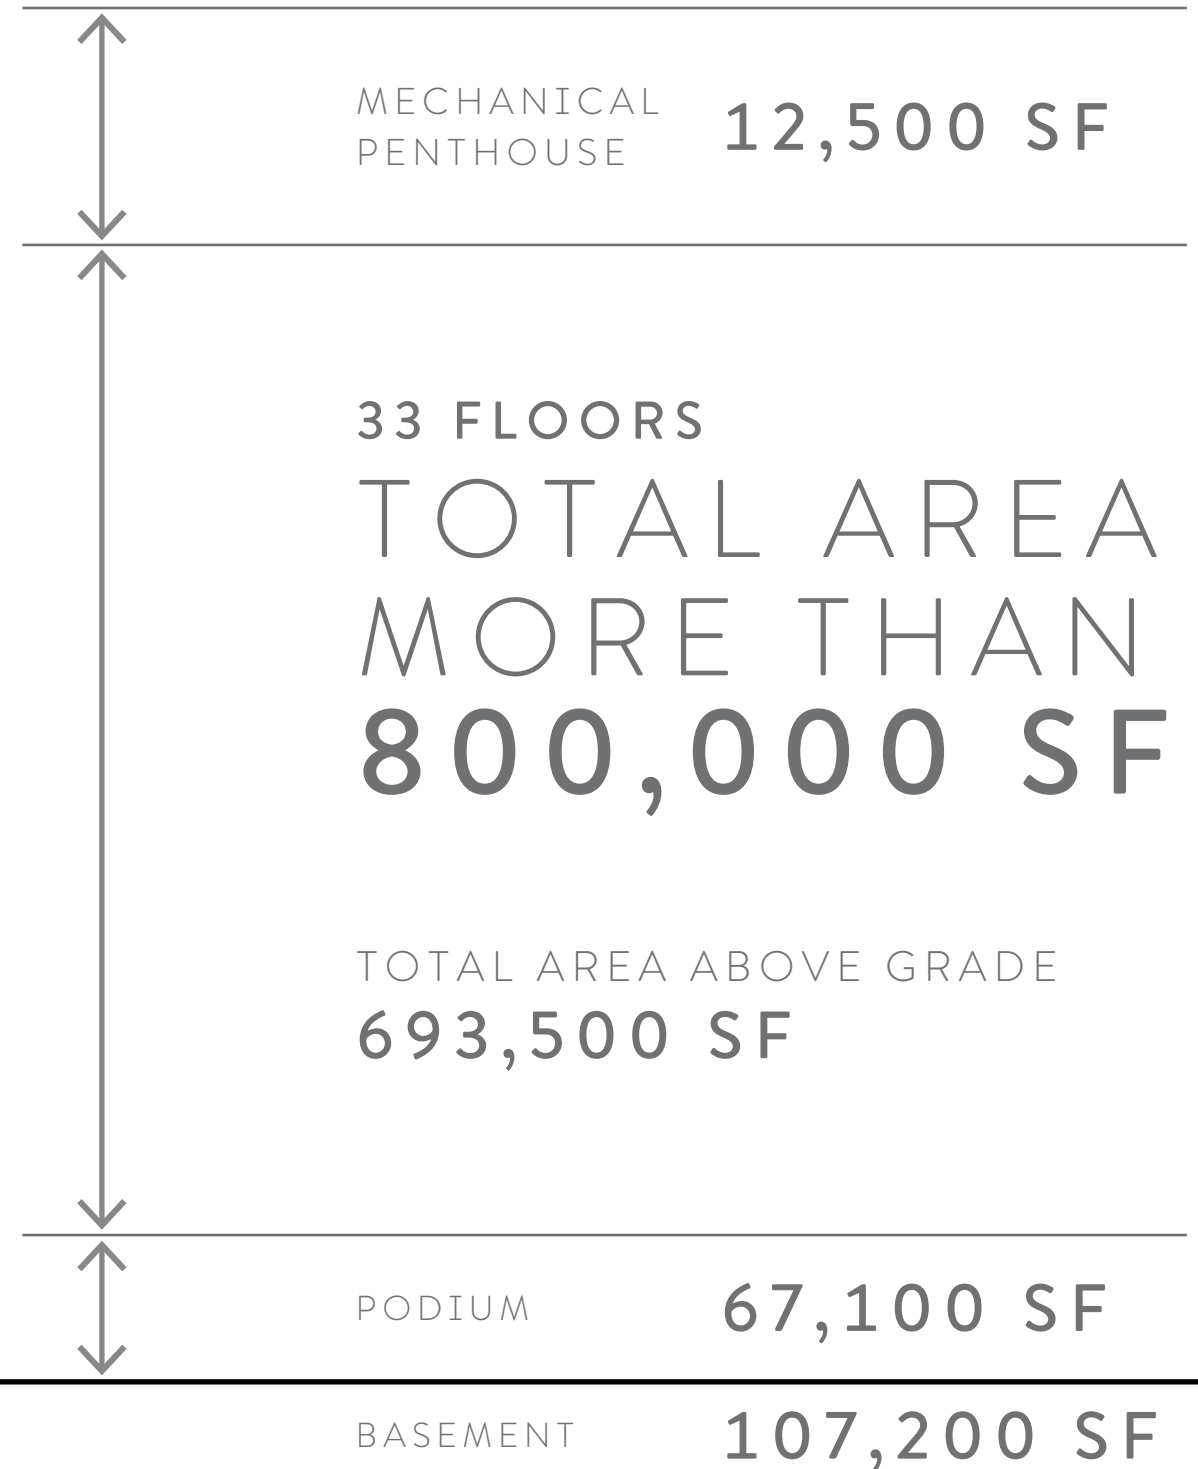 MECHANICAL
PENTHOUSE
12,500 SF
33 FLOORS
TOTAL AREA
MORE THAN
800,000 SF
TOTAL AREA ABOVE GRADE
693,500 SF
PODIUM
67,100 SF
BASEMENT
107,200 SF